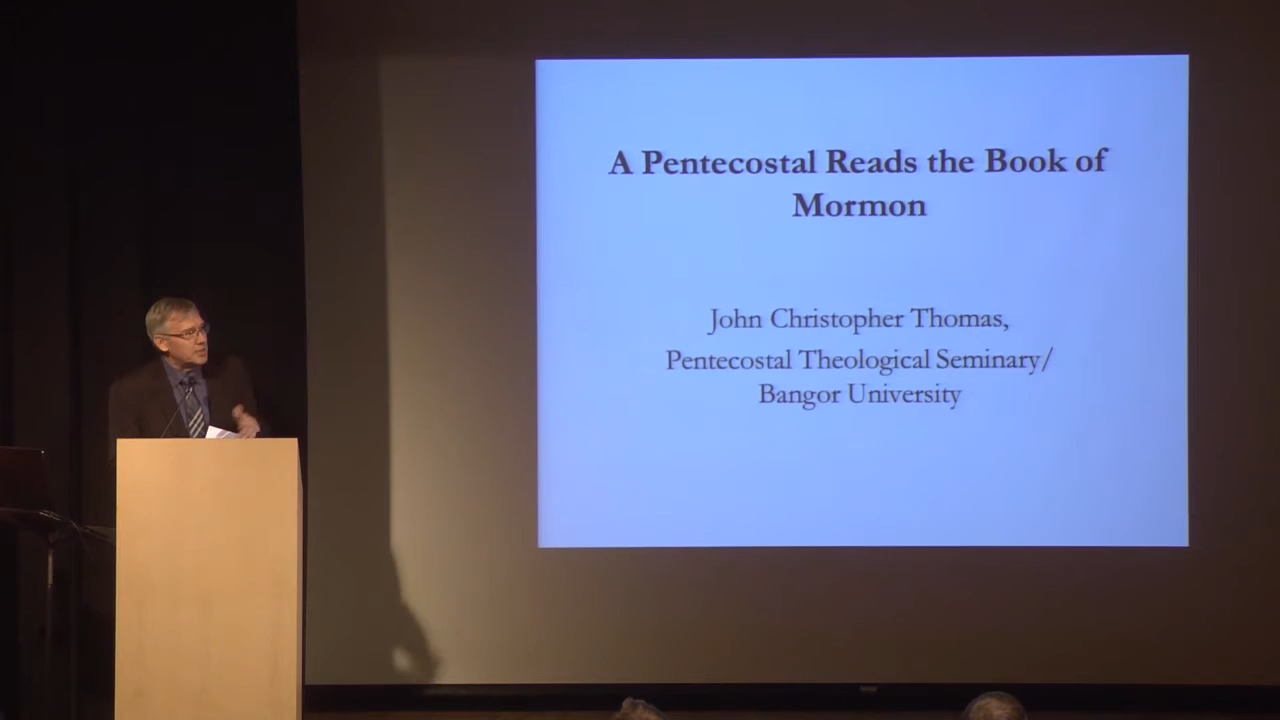 A Pentecostal Reads the Book of
Mormon
John Christopher Thomas,
Pentecostal Theological Seminary/
Bangor University